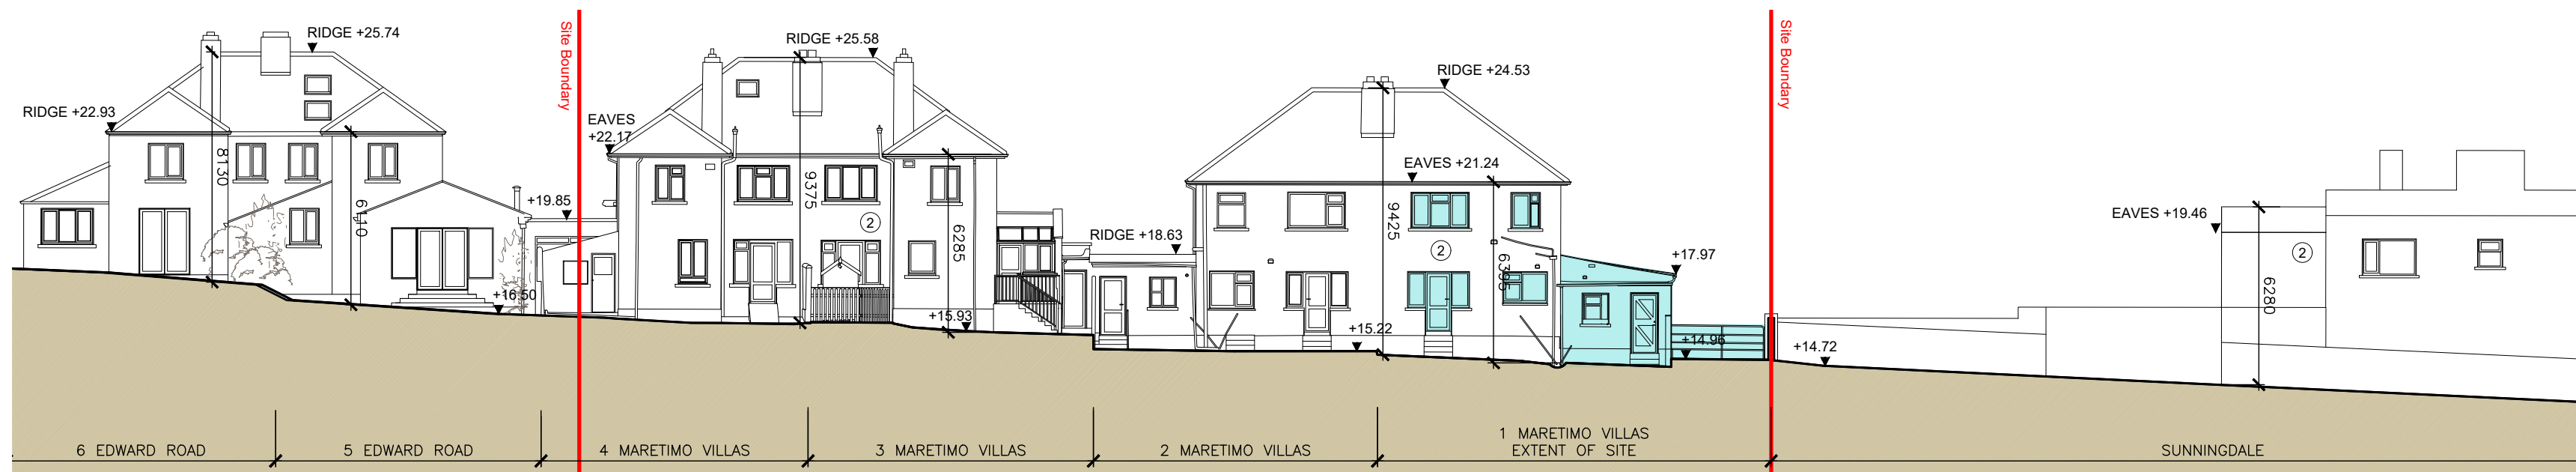 RIDGE +25.74
Site Boundary
RIDGE +25.58
RIDGE +24.53
Site Boundary
RIDGE +22.93
EAVES
+22.17
8130
6110
+19.85
+16.50
9375
2
6285
+15.93
RIDGE +18.63
EAVES +21.24
9425
2
6395
+15.22
+17.97
+14.96
+14.72
EAVES +19.46
2
6280
6 EDWARD ROAD
5 EDWARD ROAD
4 MARETIMO VILLAS
3 MARETIMO VILLAS
2 MARETIMO VILLAS
1 MARETIMO VILLAS
EXTENT OF SITE
SUNNINGDALE